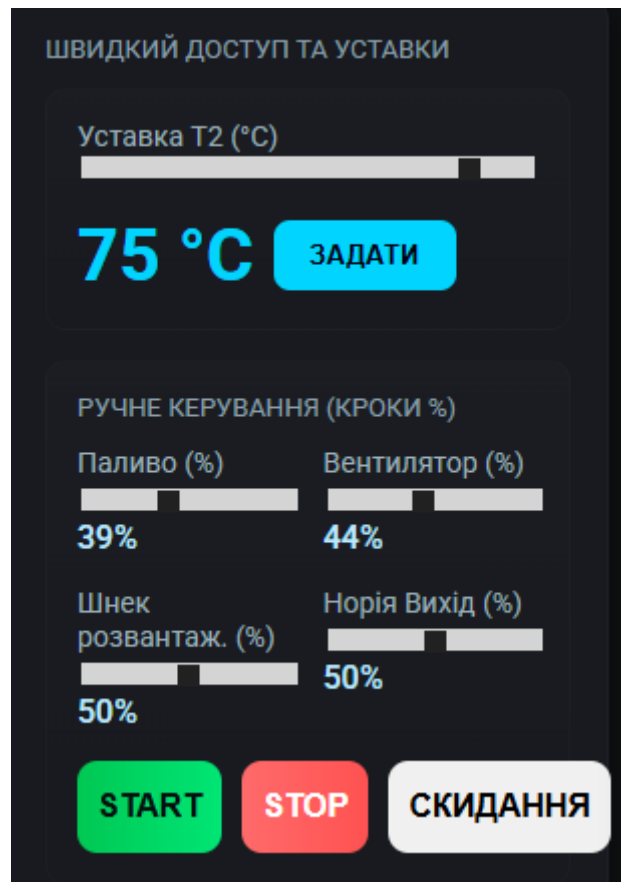 ШВИДКИЙ ДОСТУП ТА УСТАВКИ
Уставка T2 (°C)
75 °C
ЗАДАТИ
РУЧНЕ КЕРУВАННЯ (КРОКИ %)
Паливо (%)
39%
Вентилятор (%)
44%
Шнек
розвантаж. (%)
50%
Норія Вихід (%)
50%
START
STOP
СКИДАННЯ